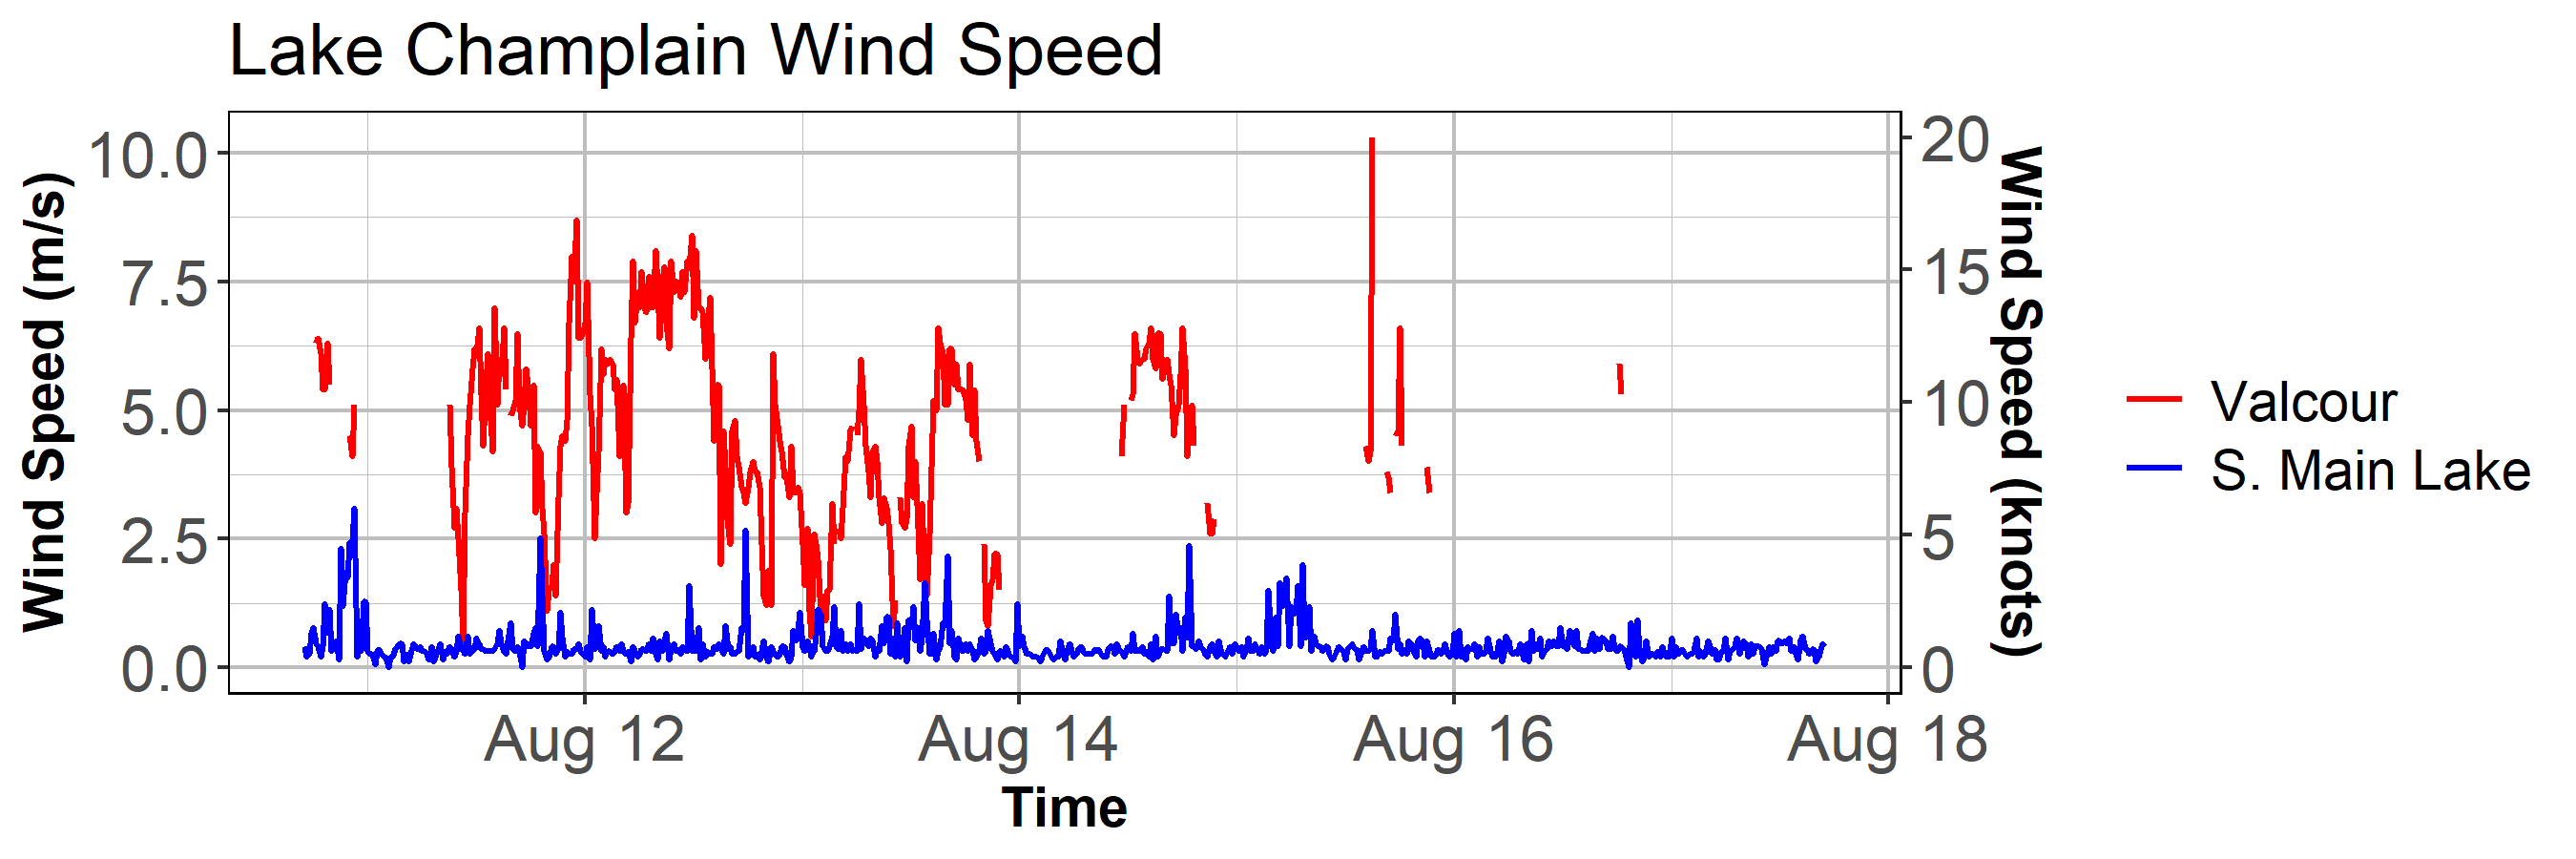 Lake Champlain Wind Speed
Wind Speed (m/s)
10.0
7.5
5.0
2.5
0.0
20
15
10
5
0
Wind Speed (knots)
Aug 12
Aug 14
Aug 16
Aug 18
Time
Valcour
S. Main Lake